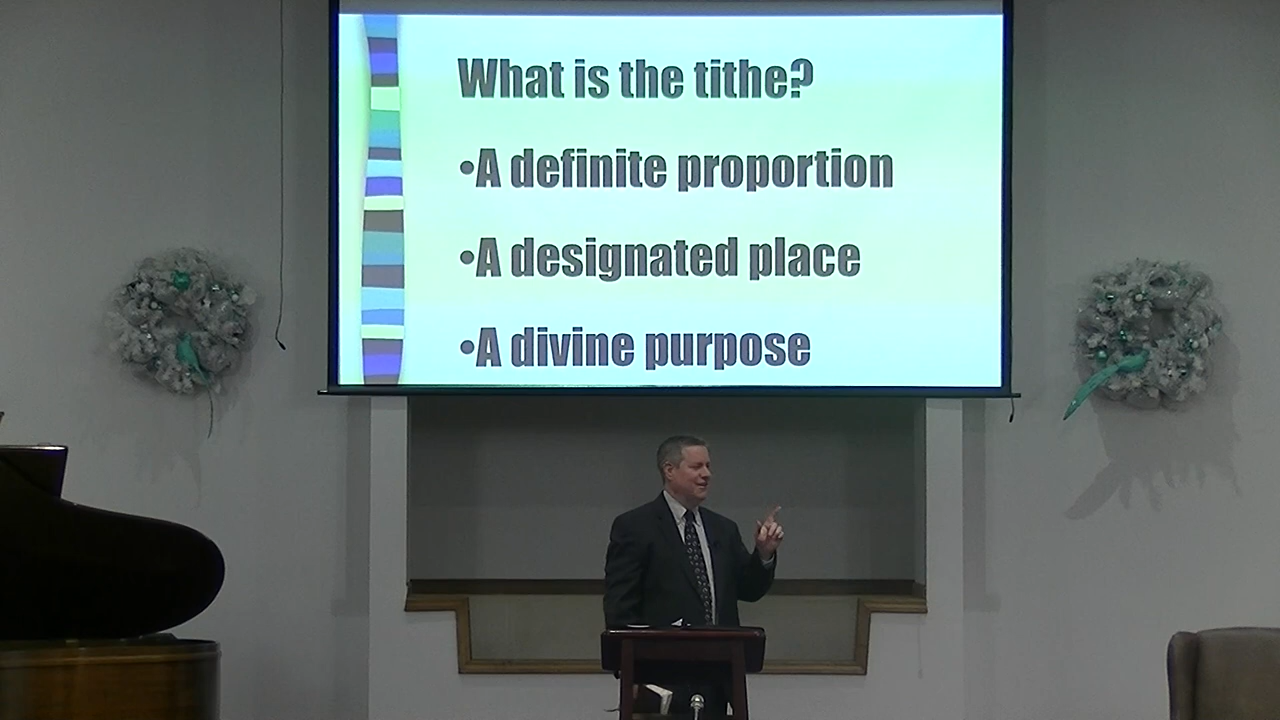 What is the tithe?
•A definite proportion
•A designated place
•A divine purpose